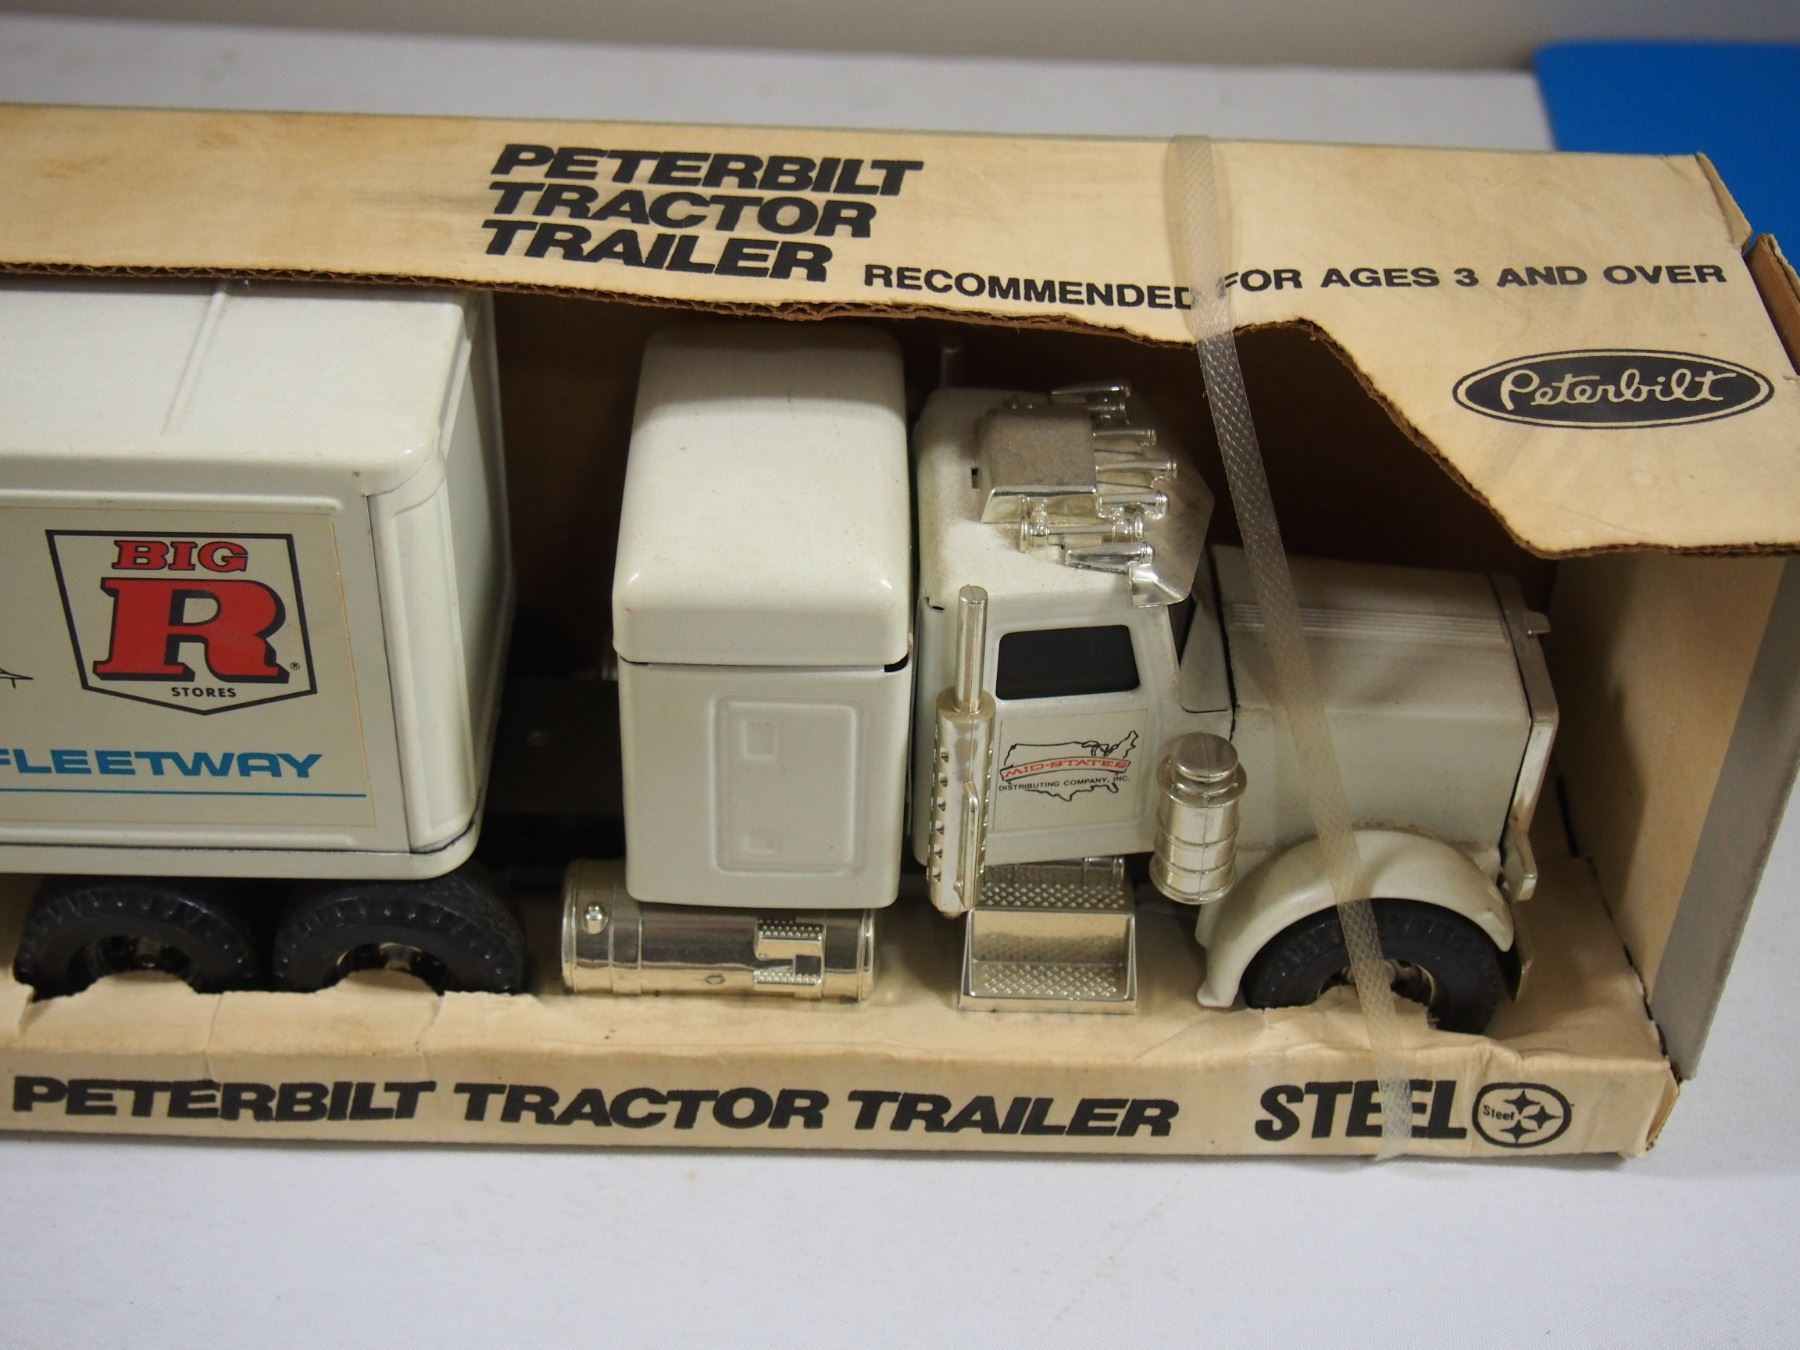 PETERBILT
TRACTOR
TRAILER
RECOMMENDED FOR AGES 3 AND OVER
Peterbilt
BIG
R®
STORES
FLEETWAY
MID-STATES
DISTRIBUTING COMPANY, INC.
PETERBILT TRACTOR TRAILER
STEEL
Steel